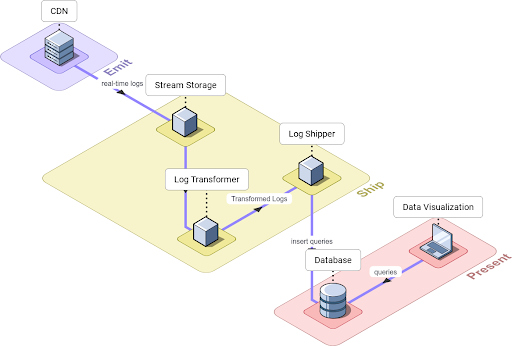 CDN
Emit
real-time logs
Stream Storage
Log Shipper
Log Transformer
Transformed Logs
Ship
Data Visualization
insert queries
Database
queries
Present